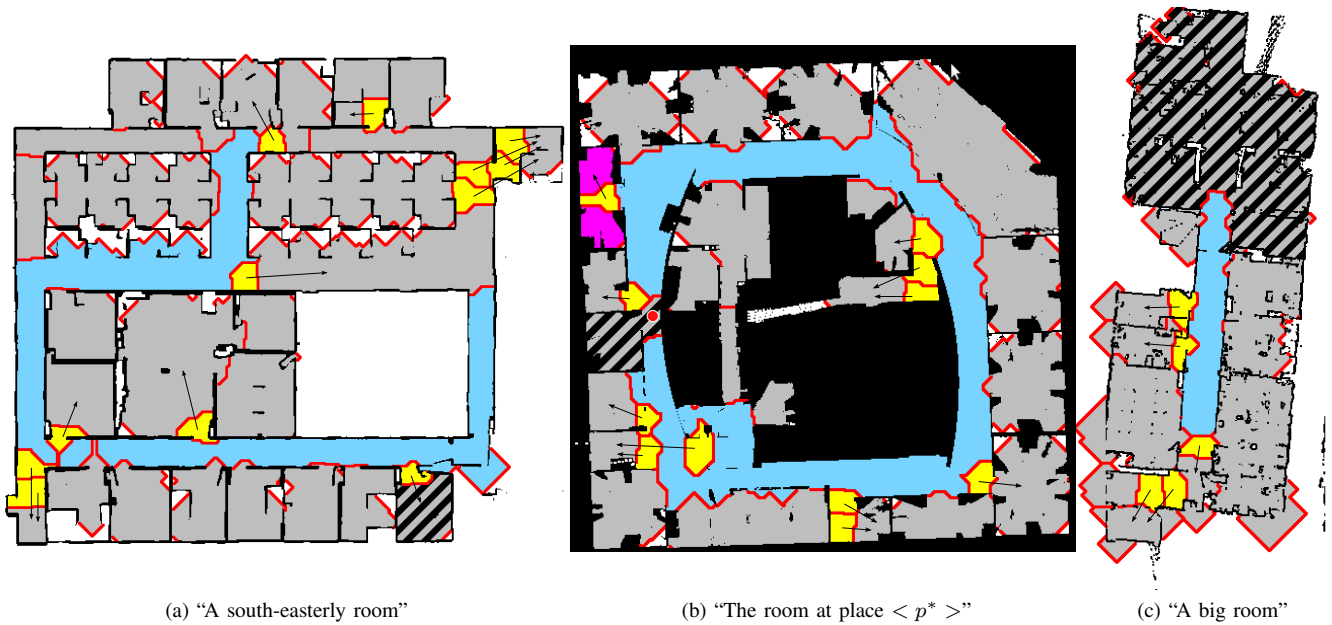 (a) “A south-easterly room”
(b) “The room at place < p* >”
(c) “A big room”